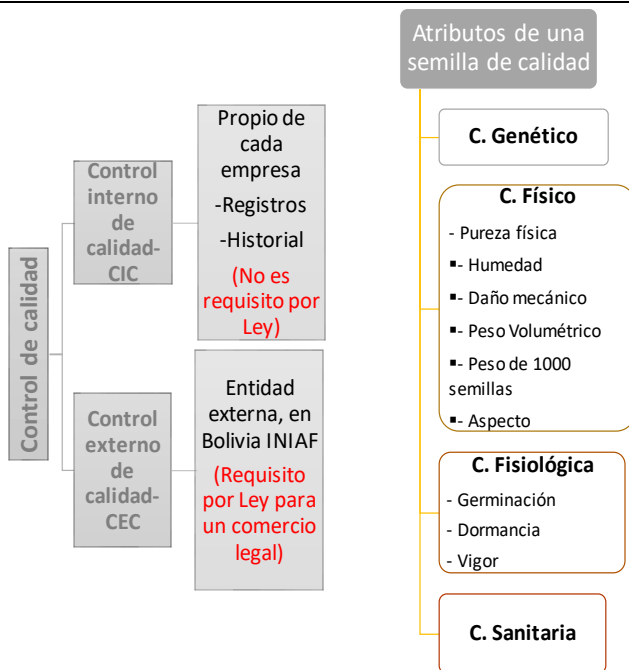 Control de calidad
Control
interno
de
calidad-
CIC
Propio de
cada
empresa
-Registros
-Historial
(No es
requisito por
Ley)
Control
externo
de
calidad-
CEC
Entidad
externa, en
Bolivia INIAF
(Requisito
por Ley para
un comercio
legal)
Atributos de una
semilla de calidad
C. Genético
C. Físico
- Pureza física
▪- Humedad
▪- Daño mecánico
▪- Peso Volumétrico
▪- Peso de 1000
semillas
▪- Aspecto
C. Fisiológica
- Germinación
- Dormancia
- Vigor
C. Sanitaria